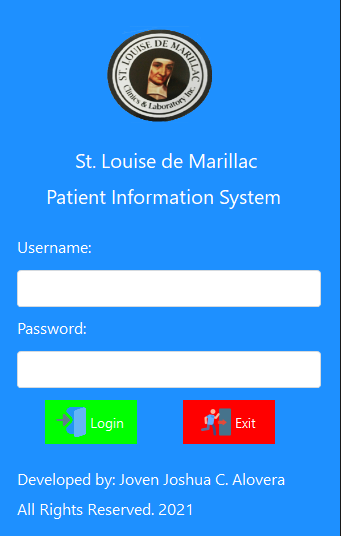 ST. LOUISE DE MARILLAC
Clinics & Laboratory Inc.
St. Louise de Marillac
Patient Information System
Username:
Password:
Login
Exit
Developed by: Joven Joshua C. Alovera
All Rights Reserved. 2021